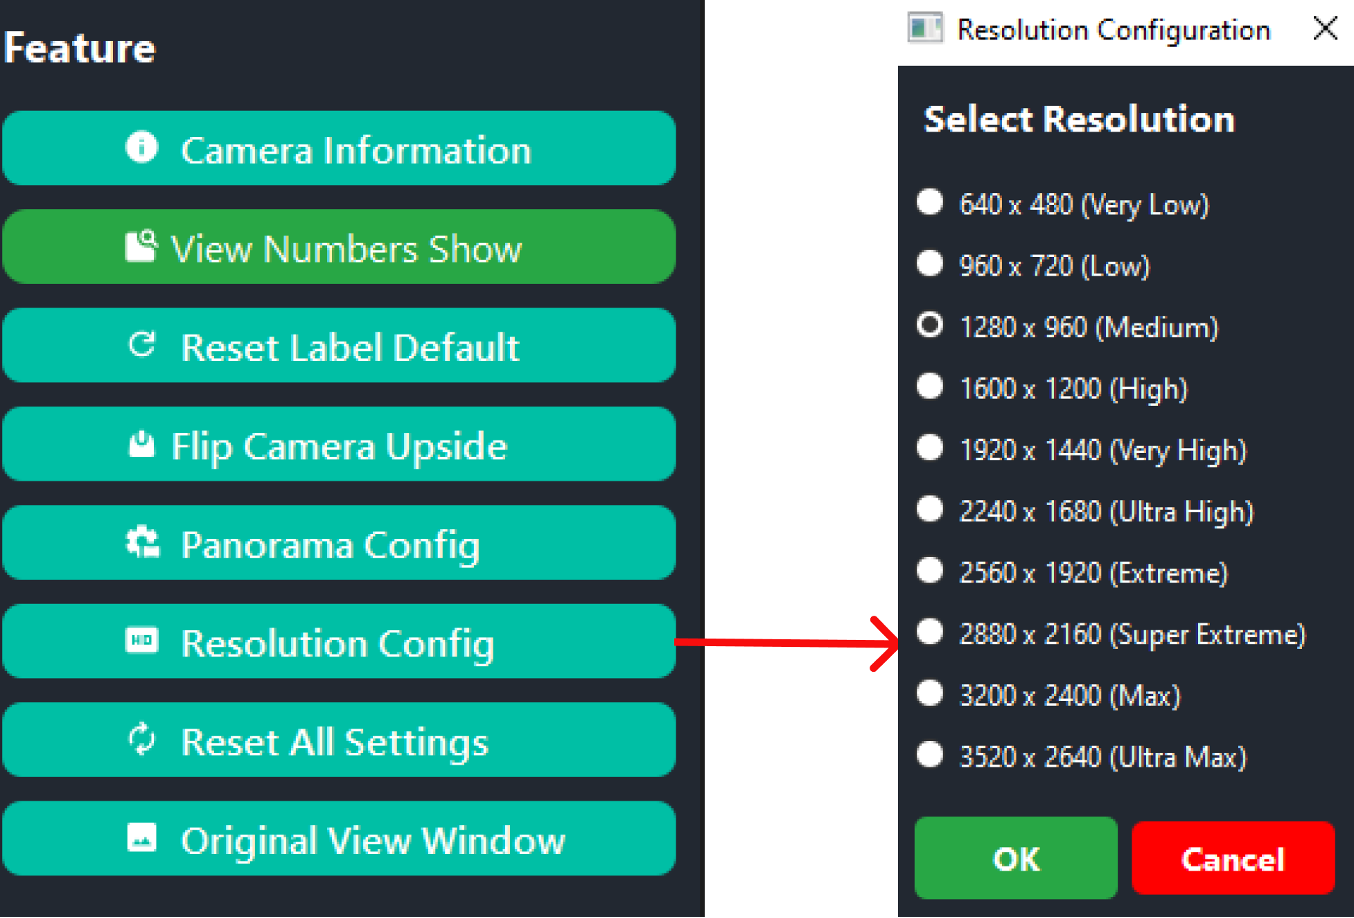 Feature
Camera Information
View Numbers Show
Reset Label Default
Flip Camera Upside
Panorama Config
HD
Resolution Config
Reset All Settings
Original View Window
Resolution Configuration
Select Resolution
640 x 480 (Very Low)
960 x 720 (Low)
1280 x 960 (Medium)
1600 x 1200 (High)
1920 x 1440 (Very High)
2240 x 1680 (Ultra High)
2560 x 1920 (Extreme)
2880 x 2160 (Super Extreme)
3200 x 2400 (Max)
3520 x 2640 (Ultra Max)
OK
Cancel